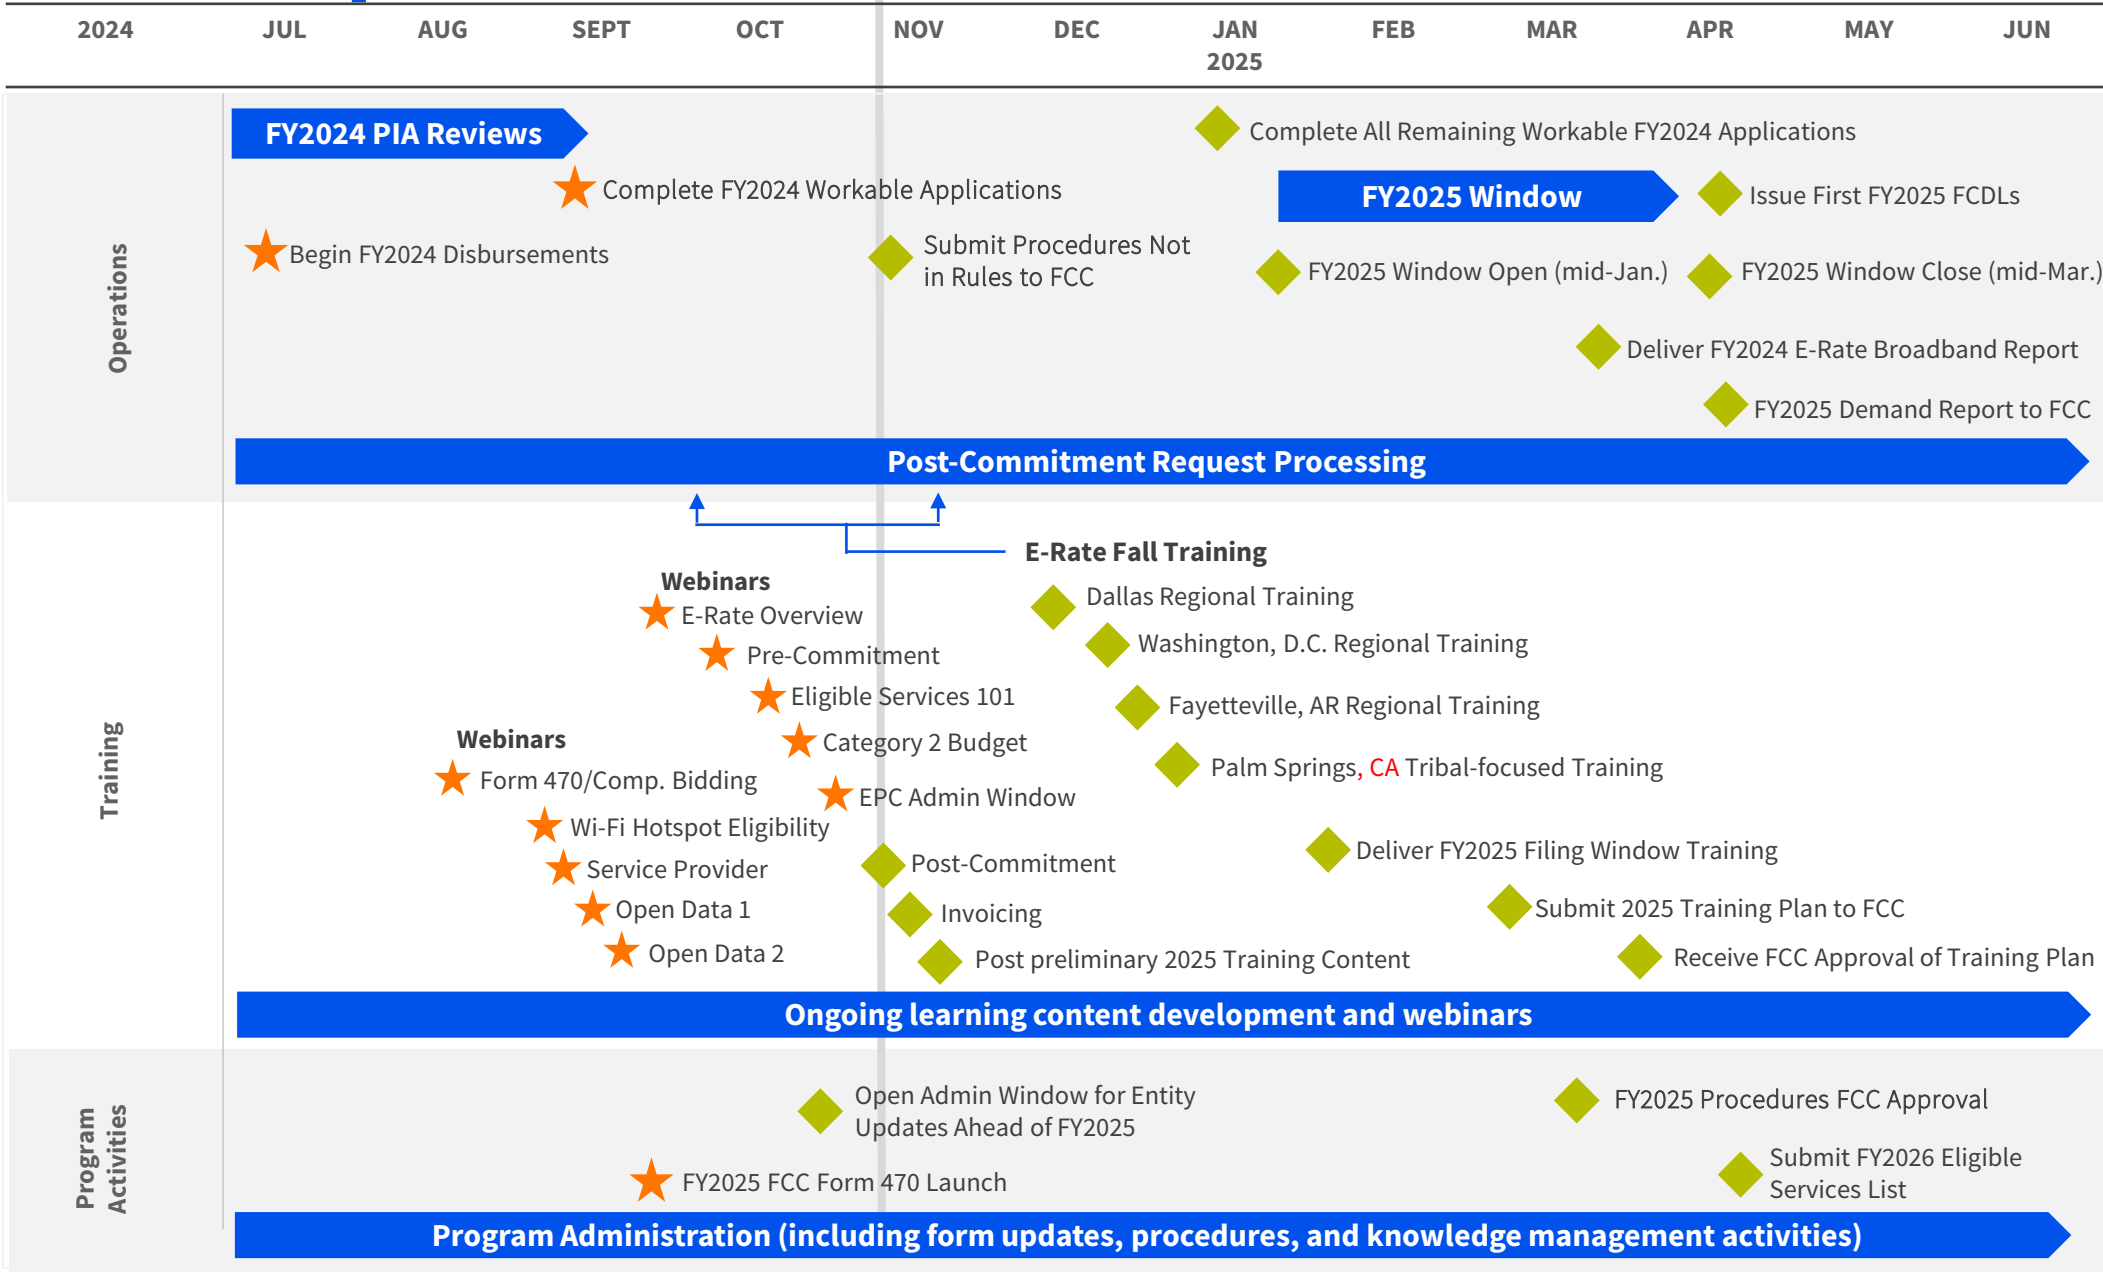 2024 JUL AUG SEPT OCT NOV DEC JAN FEB MAR APR MAY JUN
2025
Operations
FY2024 PIA Reviews
Complete All Remaining Workable FY2024 Applications
Complete FY2024 Workable Applications
FY2025 Window
Issue First FY2025 FCDLs
Begin FY2024 Disbursements
Submit Procedures Not
in Rules to FCC
FY2025 Window Open (mid-Jan.)
FY2025 Window Close (mid-Mar.)
Deliver FY2024 E-Rate Broadband Report
FY2025 Demand Report to FCC
Post-Commitment Request Processing
Training
E-Rate Fall Training
Webinars
E-Rate Overview
Pre-Commitment
Eligible Services 101
Category 2 Budget
EPC Admin Window
Post-Commitment
Invoicing
Post preliminary 2025 Training Content
Webinars
Form 470/Comp. Bidding
Wi-Fi Hotspot Eligibility
Service Provider
Open Data 1
Open Data 2
Dallas Regional Training
Washington, D.C. Regional Training
Fayetteville, AR Regional Training
Palm Springs, CA Tribal-focused Training
Deliver FY2025 Filing Window Training
Submit 2025 Training Plan to FCC
Receive FCC Approval of Training Plan
Ongoing learning content development and webinars
Program
Activities
Open Admin Window for Entity
Updates Ahead of FY2025
FY2025 FCC Form 470 Launch
FY2025 Procedures FCC Approval
Submit FY2026 Eligible
Services List
Program Administration (including form updates, procedures, and knowledge management activities)